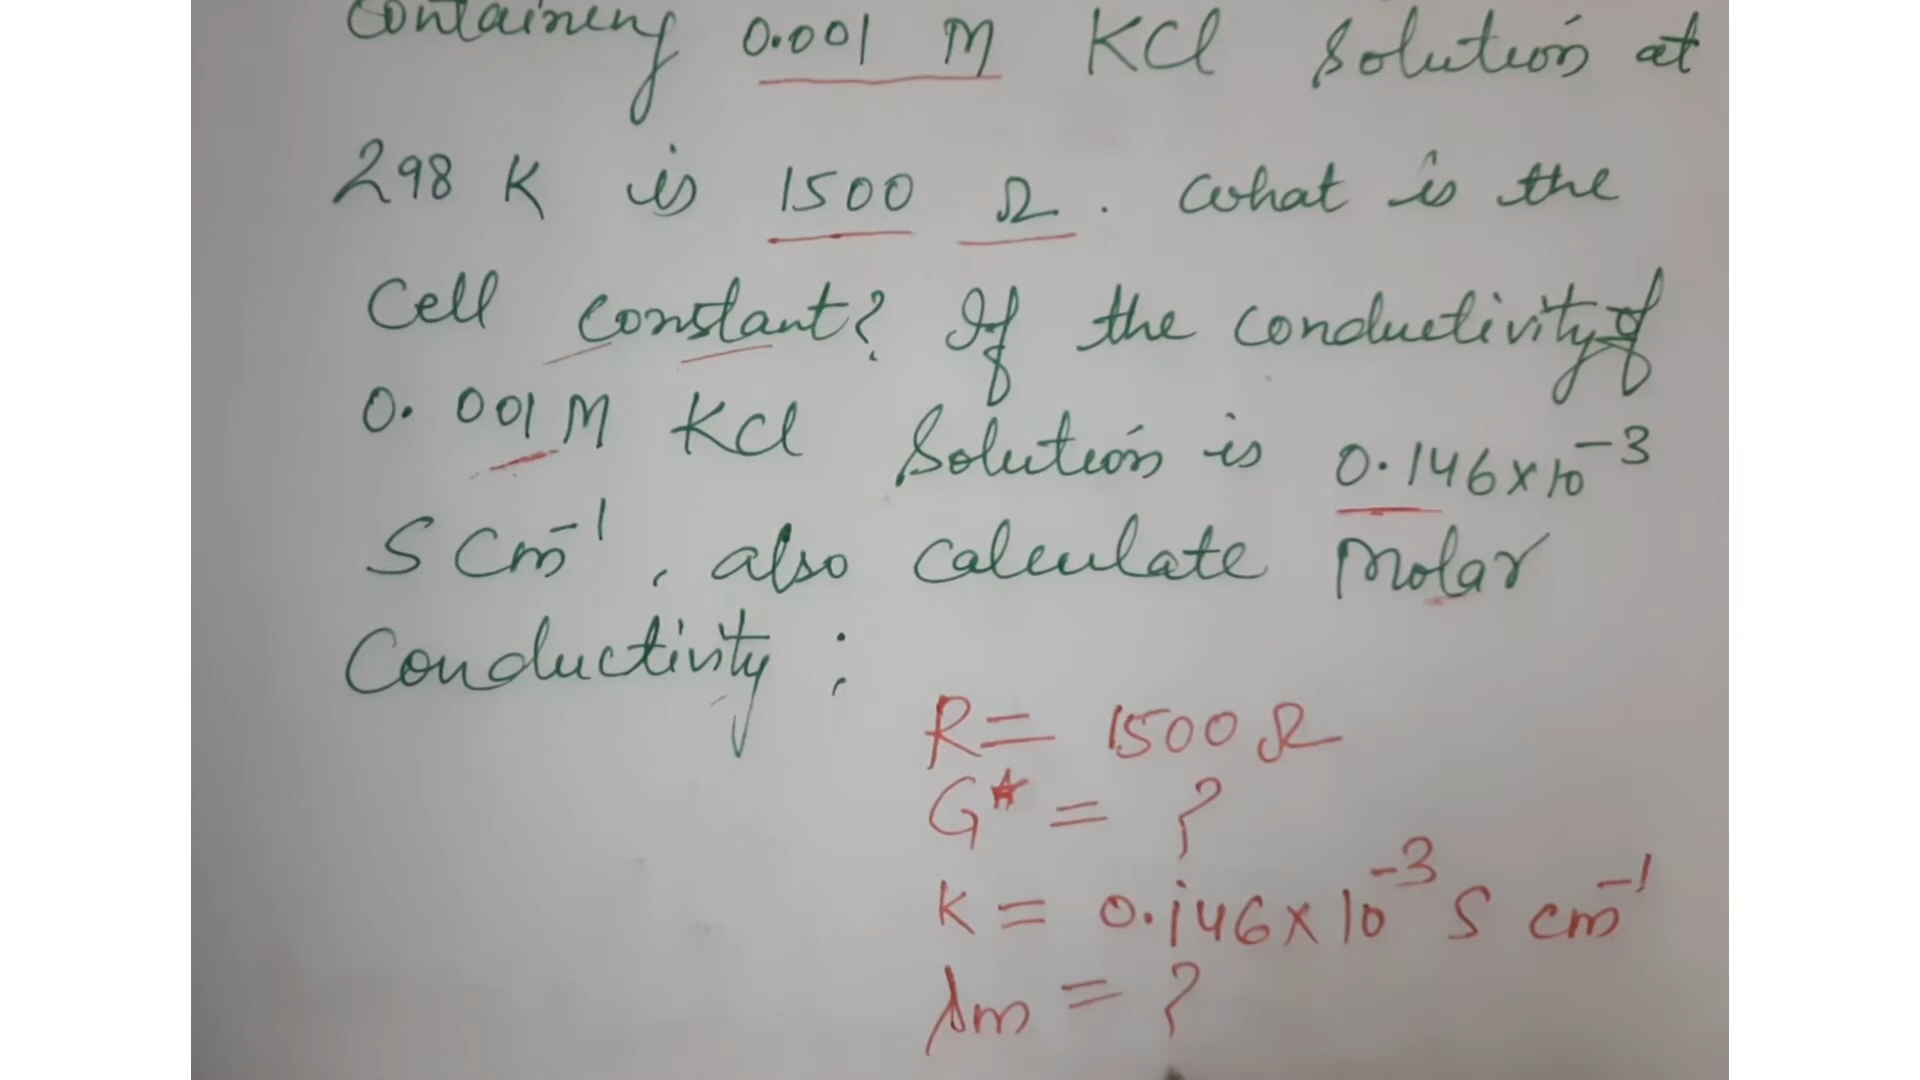 Containing 0.001 M KCl Solution at
298 K is 1500 Ω. What is the
Cell constant? If the conductivity of
0.001 M KCl Solution is 0.146×10⁻³
S Cm⁻¹, also calculate Molar
Conductivity;
R = 1500 Ω
G* = ?
K = 0.146×10⁻³ S cm⁻¹
Λm = ?